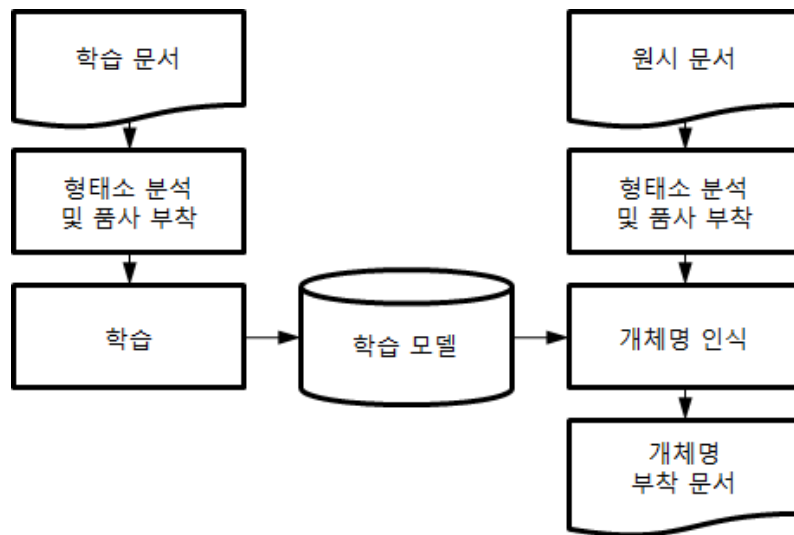 학습 문서
형태소 분석
및 품사 부착
학습
학습 모델
원시 문서
형태소 분석
및 품사 부착
개체명 인식
개체명
부착 문서